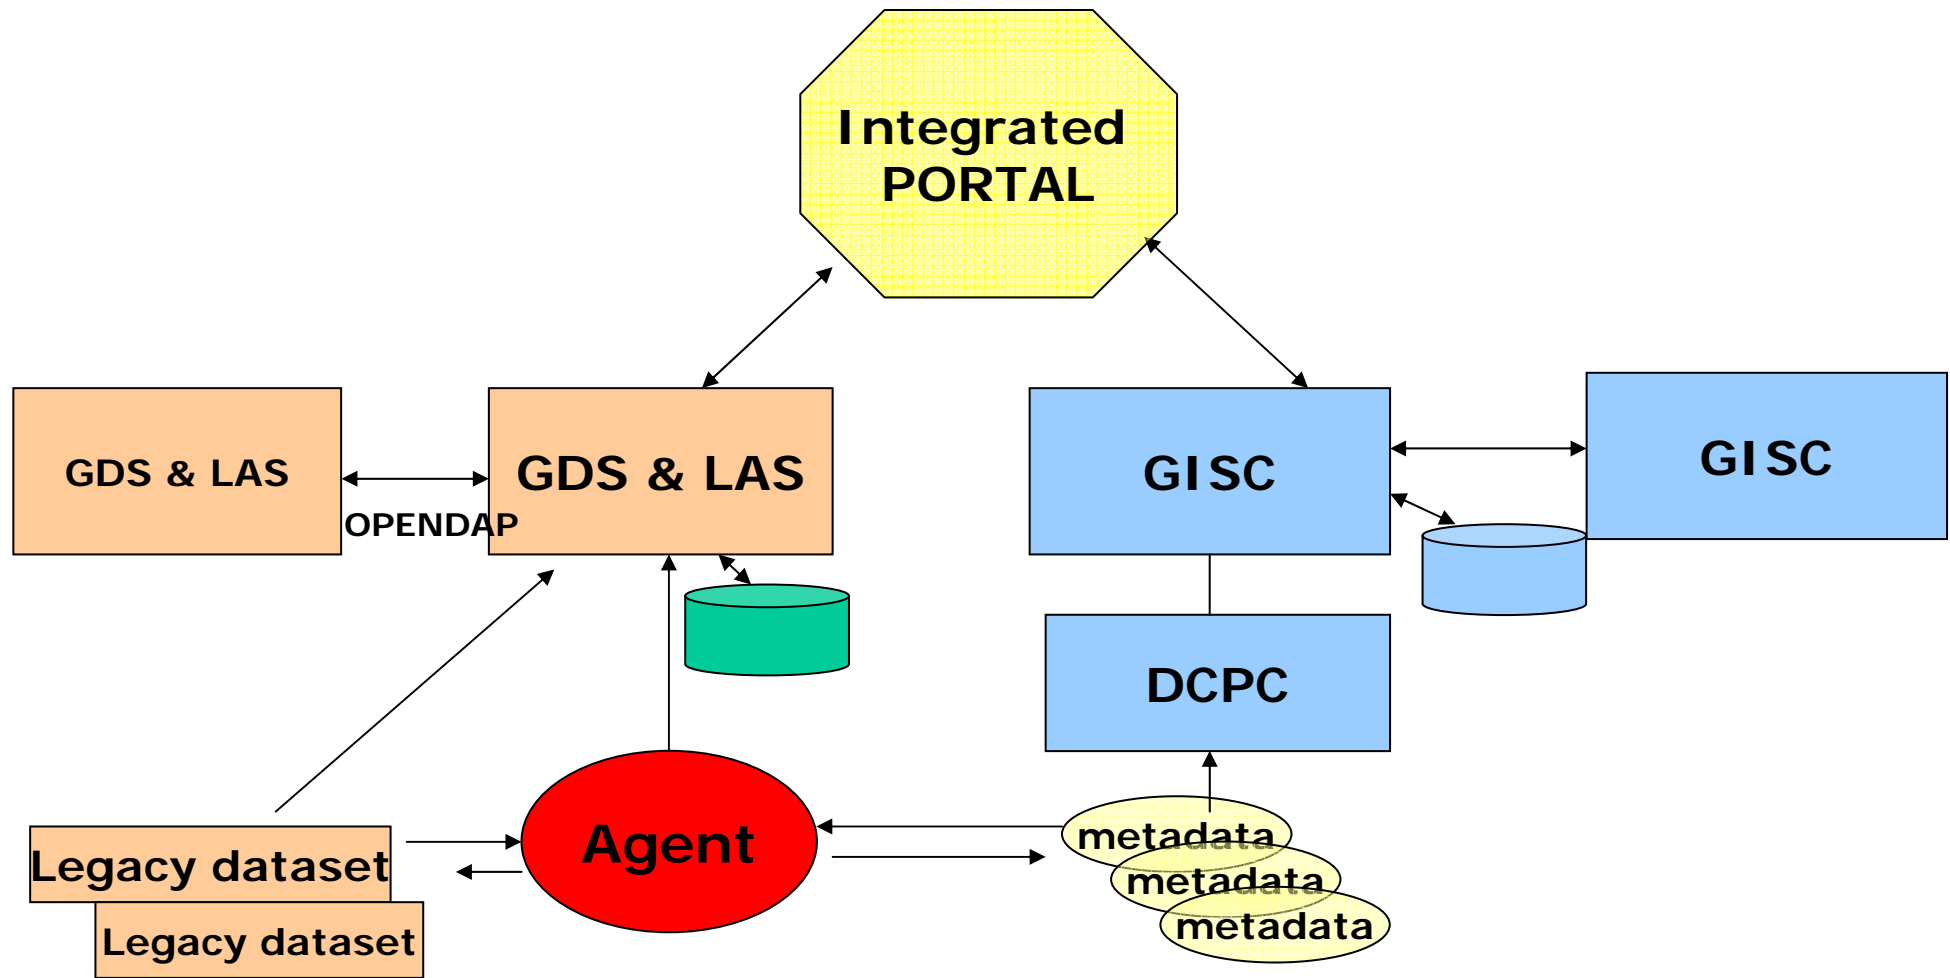 Integrated
PORTAL
GDS & LAS
GDS & LAS
GISC
GISC
OPENDAP
DCPC
Agent
metadata
metadata
metadata
Legacy dataset
Legacy dataset